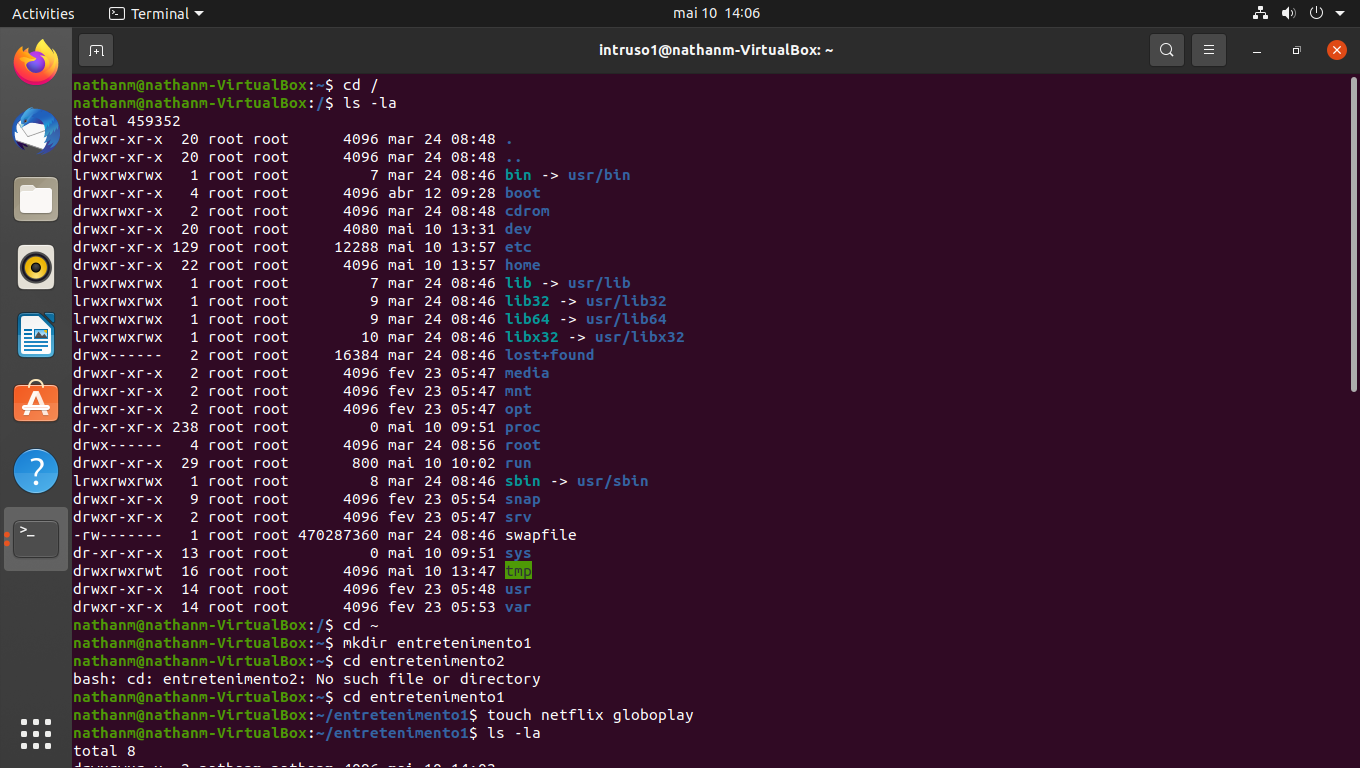 Activities Terminal mai 10 14:06
intruso1@nathanm-VirtualBox: ~
nathanm@nathanm-VirtualBox:~$ cd /
nathanm@nathanm-VirtualBox:/$ ls -la
total 459352
drwxr-xr-x  20 root root      4096 mar 24 08:48 .
drwxr-xr-x  20 root root      4096 mar 24 08:48 ..
lrwxrwxrwx   1 root root         7 mar 24 08:46 bin -> usr/bin
drwxr-xr-x   4 root root      4096 abr 12 09:28 boot
drwxrwxr-x   2 root root      4096 mar 24 08:48 cdrom
drwxr-xr-x  20 root root      4080 mai 10 13:31 dev
drwxr-xr-x 129 root root     12288 mai 10 13:57 etc
drwxr-xr-x  22 root root      4096 mai 10 13:57 home
lrwxrwxrwx   1 root root         7 mar 24 08:46 lib -> usr/lib
lrwxrwxrwx   1 root root         9 mar 24 08:46 lib32 -> usr/lib32
lrwxrwxrwx   1 root root         9 mar 24 08:46 lib64 -> usr/lib64
lrwxrwxrwx   1 root root        10 mar 24 08:46 libx32 -> usr/libx32
drwx------   2 root root     16384 mar 24 08:46 lost+found
drwxr-xr-x   2 root root      4096 fev 23 05:47 media
drwxr-xr-x   2 root root      4096 fev 23 05:47 mnt
drwxr-xr-x   2 root root      4096 fev 23 05:47 opt
dr-xr-xr-x 238 root root         0 mai 10 09:51 proc
drwx------   4 root root      4096 mar 24 08:56 root
drwxr-xr-x  29 root root       800 mai 10 10:02 run
lrwxrwxrwx   1 root root         8 mar 24 08:46 sbin -> usr/sbin
drwxr-xr-x   9 root root      4096 fev 23 05:54 snap
drwxr-xr-x   2 root root      4096 fev 23 05:47 srv
-rw-------   1 root root 470287360 mar 24 08:46 swapfile
dr-xr-xr-x  13 root root         0 mai 10 09:51 sys
drwxrwxrwt  16 root root      4096 mai 10 13:47 tmp
drwxr-xr-x  14 root root      4096 fev 23 05:48 usr
drwxr-xr-x  14 root root      4096 fev 23 05:53 var
nathanm@nathanm-VirtualBox:/$ cd ~
nathanm@nathanm-VirtualBox:~$ mkdir entretenimento1
nathanm@nathanm-VirtualBox:~$ cd entretenimento2
bash: cd: entretenimento2: No such file or directory
nathanm@nathanm-VirtualBox:~$ cd entretenimento1
nathanm@nathanm-VirtualBox:~/entretenimento1$ touch netflix globoplay
nathanm@nathanm-VirtualBox:~/entretenimento1$ ls -la
total 8